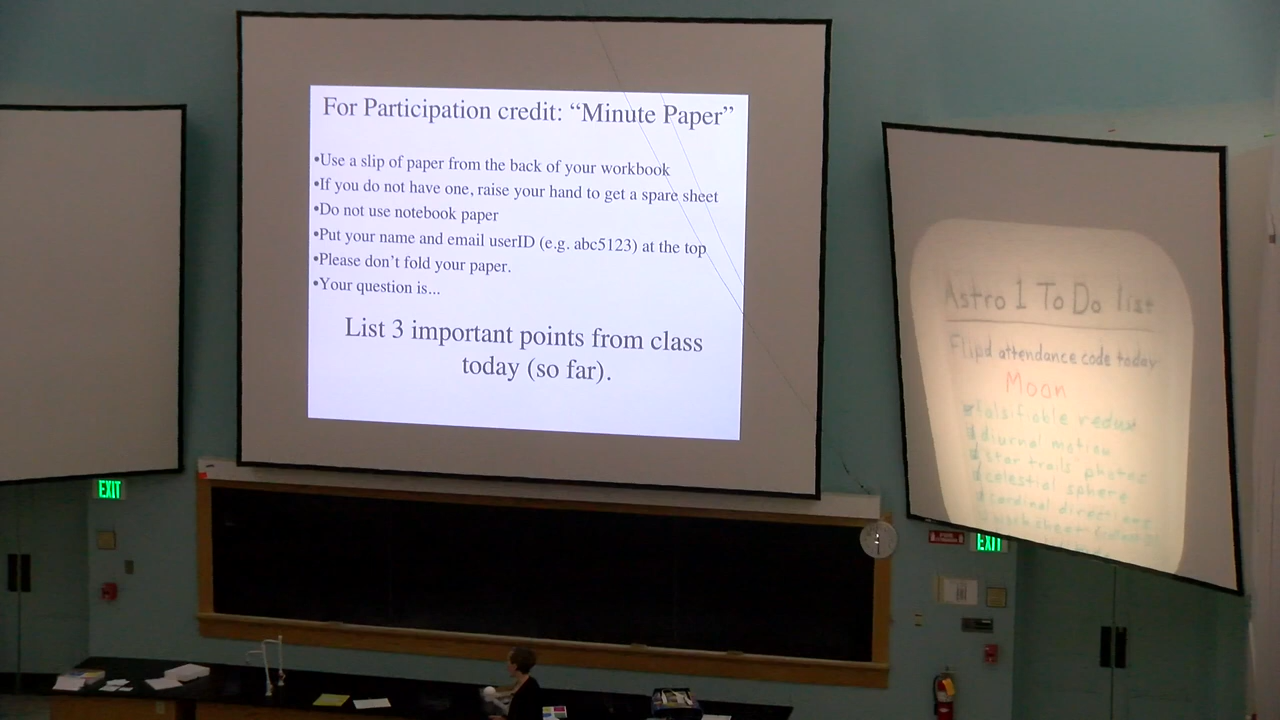 For Participation credit: “Minute Paper”
•Use a slip of paper from the back of your workbook
•If you do not have one, raise your hand to get a spare sheet
•Do not use notebook paper
•Put your name and email userID (e.g. abc5123) at the top
•Please don’t fold your paper.
•Your question is...
List 3 important points from class
today (so far).
Astro 1 To Do list
attendance code today
Moon
falsifiable redux
diurnal motion
star trails photos
celestial sphere
cardinal directions
worksheet
EXIT
EXIT